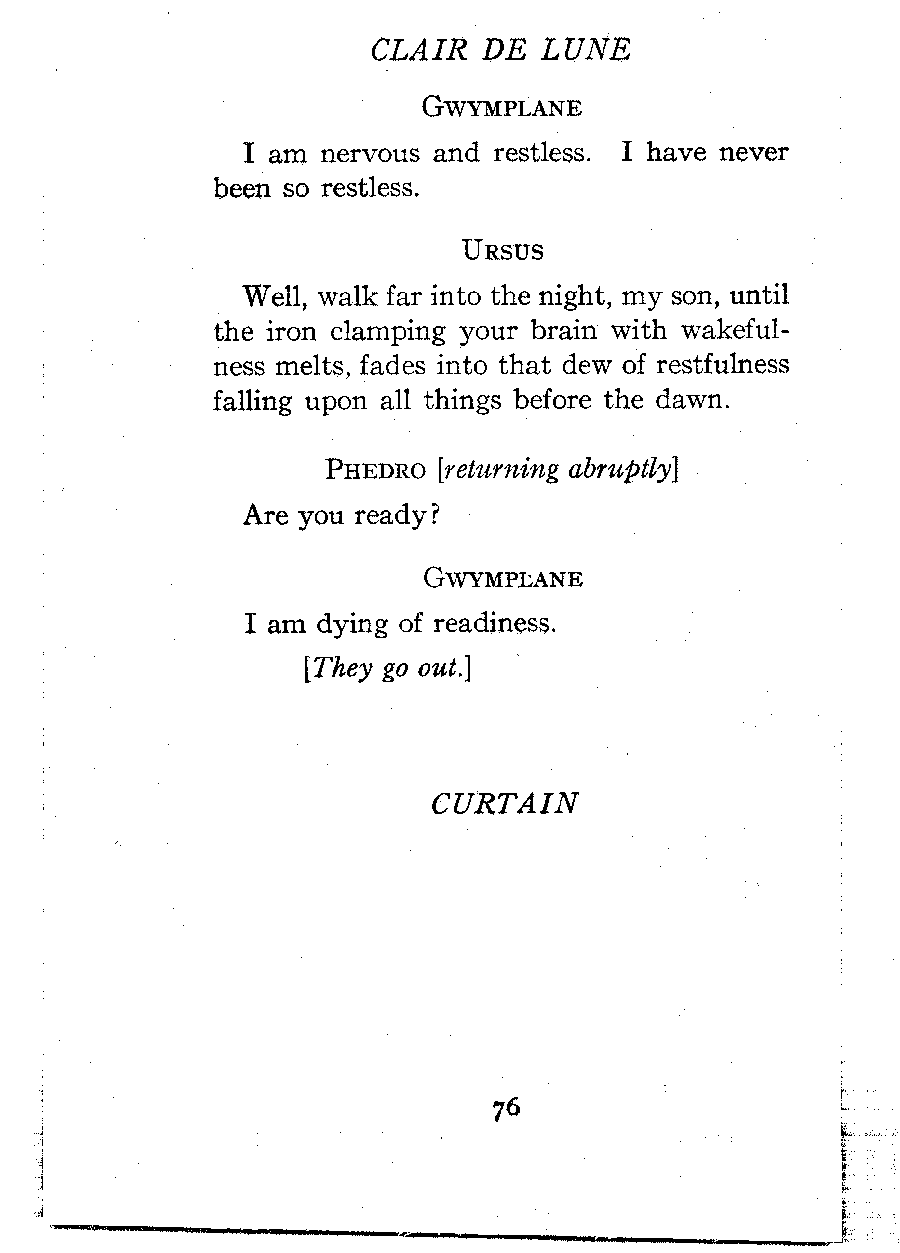 CLAIR DE LUNE
GWYMPLANE
I am nervous and restless. I have never
been so restless.
URSUS
Well, walk far into the night, my son, until
the iron clamping your brain with wakeful-
ness melts, fades into that dew of restfulness
falling upon all things before the dawn.
PHEDRO [returning abruptly]
Are you ready?
GWYMPLANE
I am dying of readiness.
[They go out.]
CURTAIN
76